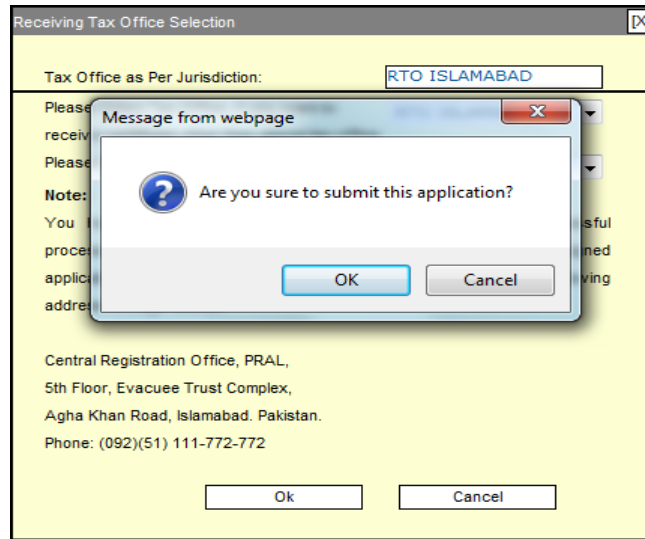 Receiving Tax Office Selection [X
Tax Office as Per Jurisdiction: RTO ISLAMABAD
Please
receiv
Please
Message from webpage
Are you sure to submit this application?
OK Cancel
Note:
You sful
proces ned
applic ving
addre
Central Registration Office, PRAL,
5th Floor, Evacuee Trust Complex,
Agha Khan Road, Islamabad. Pakistan.
Phone: (092)(51) 111-772-772
Ok Cancel